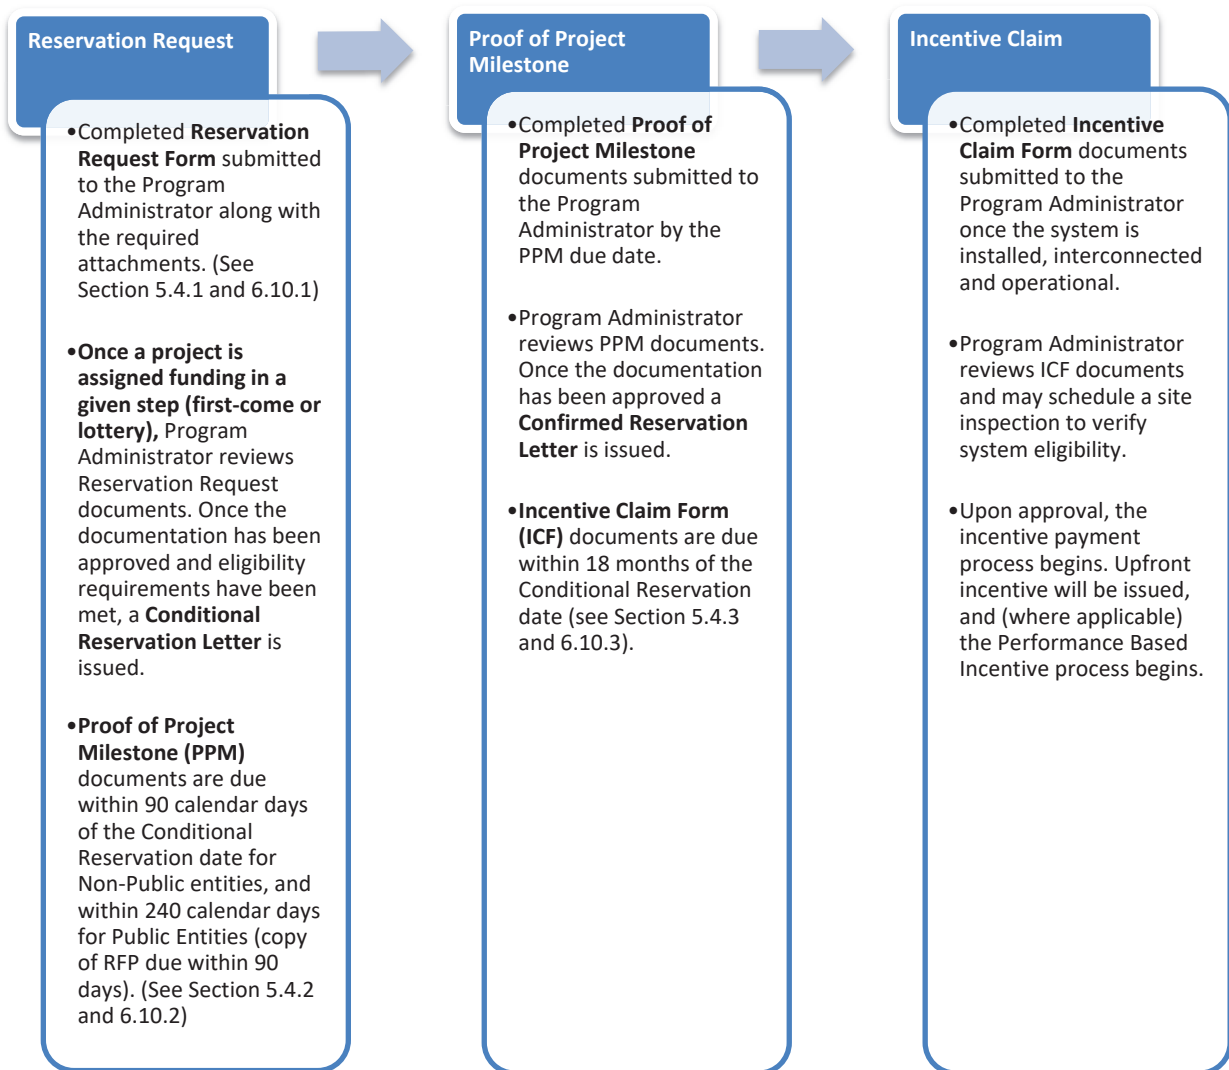 Reservation Request
•Completed Reservation
Request Form submitted
to the Program
Administrator along with
the required
attachments. (See
Section 5.4.1 and 6.10.1)
•Once a project is
assigned funding in a
given step (first-come or
lottery), Program
Administrator reviews
Reservation Request
documents. Once the
documentation has been
approved and eligibility
requirements have been
met, a Conditional
Reservation Letter is
issued.
•Proof of Project
Milestone (PPM)
documents are due
within 90 calendar days
of the Conditional
Reservation date for
Non-Public entities, and
within 240 calendar days
for Public Entities (copy
of RFP due within 90
days). (See Section 5.4.2
and 6.10.2)
Proof of Project
Milestone
•Completed Proof of
Project Milestone
documents submitted to
the Program
Administrator by the
PPM due date.
•Program Administrator
reviews PPM documents.
Once the documentation
has been approved a
Confirmed Reservation
Letter is issued.
•Incentive Claim Form
(ICF) documents are due
within 18 months of the
Conditional Reservation
date (see Section 5.4.3
and 6.10.3).
Incentive Claim
•Completed Incentive
Claim Form documents
submitted to the
Program Administrator
once the system is
installed, interconnected
and operational.
•Program Administrator
reviews ICF documents
and may schedule a site
inspection to verify
system eligibility.
•Upon approval, the
incentive payment
process begins. Upfront
incentive will be issued,
and (where applicable)
the Performance Based
Incentive process begins.